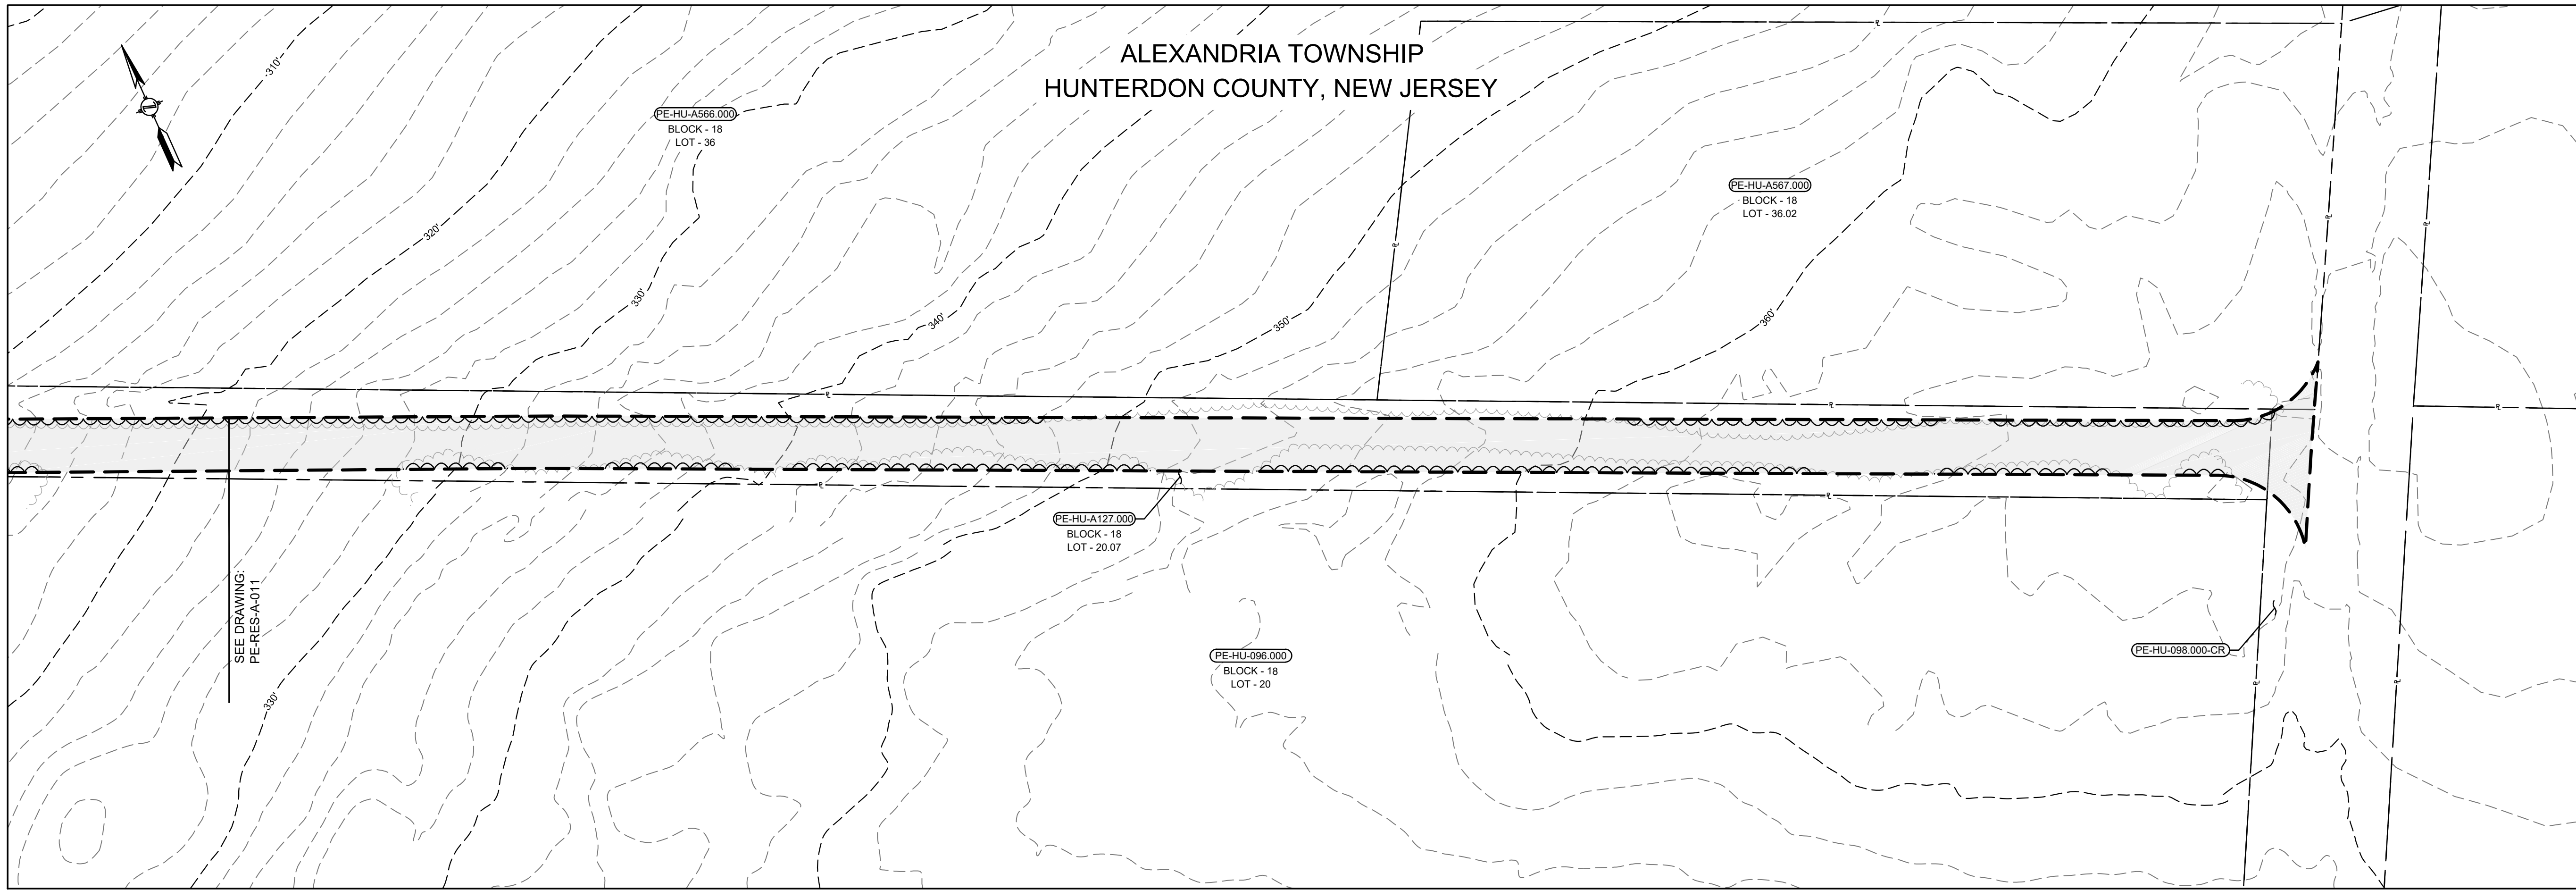 ALEXANDRIA TOWNSHIP
HUNTERDON COUNTY, NEW JERSEY
310'
PE-HU-A566.000
BLOCK - 18
LOT - 36
PE-HU-A567.000
BLOCK - 18
LOT - 36.02
320'
330'
340'
350'
360'
PE-HU-A127.000
BLOCK - 18
LOT - 20.07
SEE DRAWING:
PE-RES-A-011
330'
PE-HU-096.000
BLOCK - 18
LOT - 20
PE-HU-098.000-CR